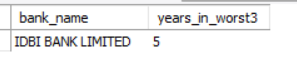 bank_name years_in_worst3
IDBI BANK LIMITED 5